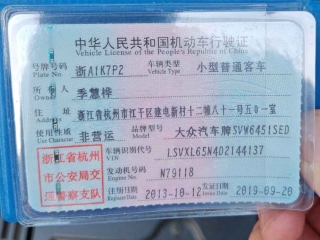 中华人民共和国机动车行驶证
Vehicle License of the People's Republic of China
号牌号码 浙A1K7P2 车辆类型 小型普通客车
Plate No. Vehicle Type
所有人 季慧樺
Owner
住址 浙江省杭州市江干区建电新村十二幢八十一号五０一室
Address
使用性质 非营运 品牌型号 大众汽车牌SVW6451SED
Use Character Model
浙江省杭州市公安局交通警察支队
车辆识别代号 LSVXL65N4D2144137
VIN
发动机号码 N79118
Engine No.
注册日期 2013-10-12 发证日期 2019-09-20
Register Date Issue Date